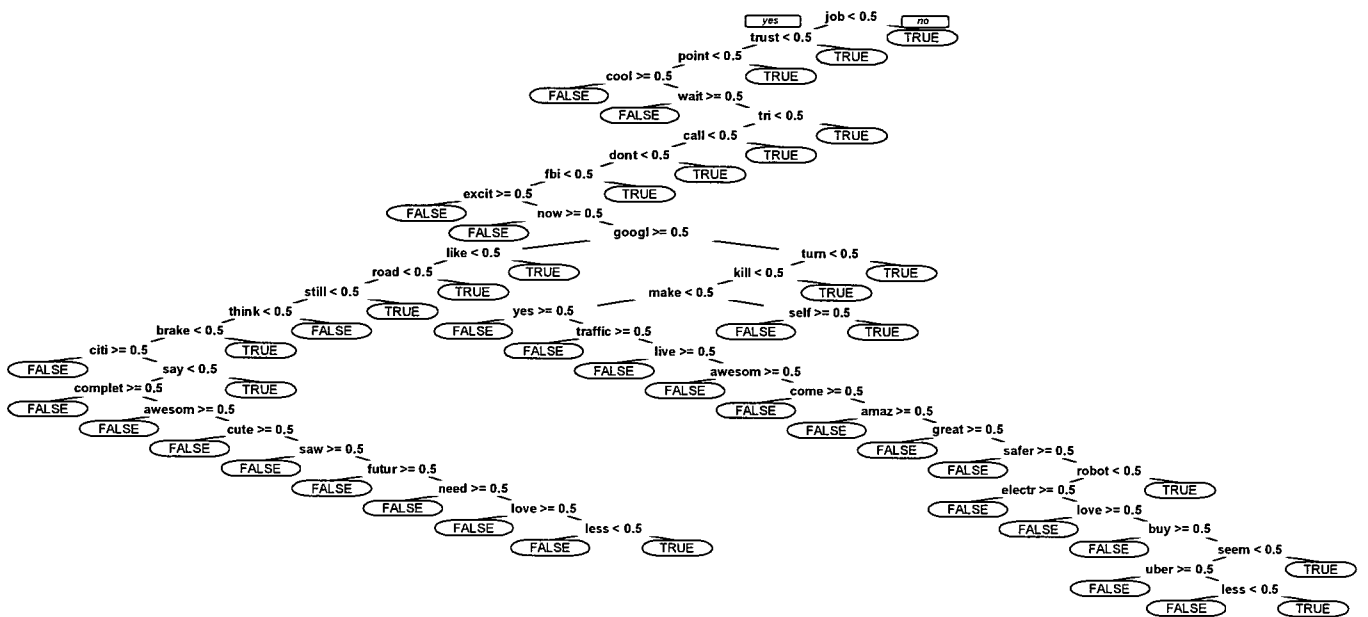 yes job < 0.5 no
trust < 0.5 TRUE
point < 0.5 TRUE
cool >= 0.5 TRUE
FALSE wait >= 0.5
FALSE tri < 0.5
call < 0.5 TRUE
dont < 0.5 TRUE
fbi < 0.5 TRUE
excit >= 0.5 TRUE
FALSE now >= 0.5
FALSE googl >= 0.5
like < 0.5 turn < 0.5
road < 0.5 TRUE kill < 0.5 TRUE
still < 0.5 TRUE make < 0.5 TRUE
think < 0.5 TRUE yes >= 0.5 self >= 0.5
brake < 0.5 FALSE FALSE traffic >= 0.5 FALSE TRUE
citi >= 0.5 TRUE FALSE live >= 0.5
FALSE say < 0.5 FALSE awesom >= 0.5
complet >= 0.5 TRUE FALSE come >= 0.5
FALSE awesom >= 0.5 FALSE amaz >= 0.5
FALSE cute >= 0.5 FALSE great >= 0.5
FALSE saw >= 0.5 FALSE safer >= 0.5
FALSE futur >= 0.5 FALSE robot < 0.5
FALSE need >= 0.5 electr >= 0.5 TRUE
FALSE love >= 0.5 FALSE love >= 0.5
FALSE less < 0.5 FALSE buy >= 0.5
FALSE TRUE FALSE seem < 0.5
uber >= 0.5 TRUE
FALSE less < 0.5
FALSE TRUE